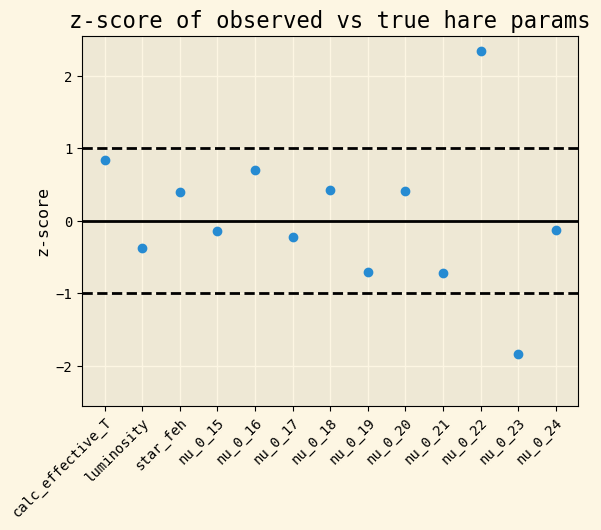 z-score of observed vs true hare params
z-score
2
1
0
−1
−2
calc_effective_T
luminosity
star_feh
nu_0_15
nu_0_16
nu_0_17
nu_0_18
nu_0_19
nu_0_20
nu_0_21
nu_0_22
nu_0_23
nu_0_24